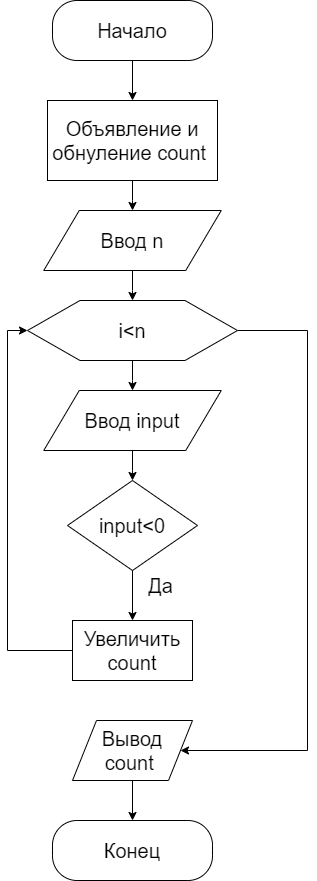 Начало
Объявление и
обнуление count
Ввод n
i<n
Ввод input
input<0
Да
Увеличить
count
Вывод
count
Конец